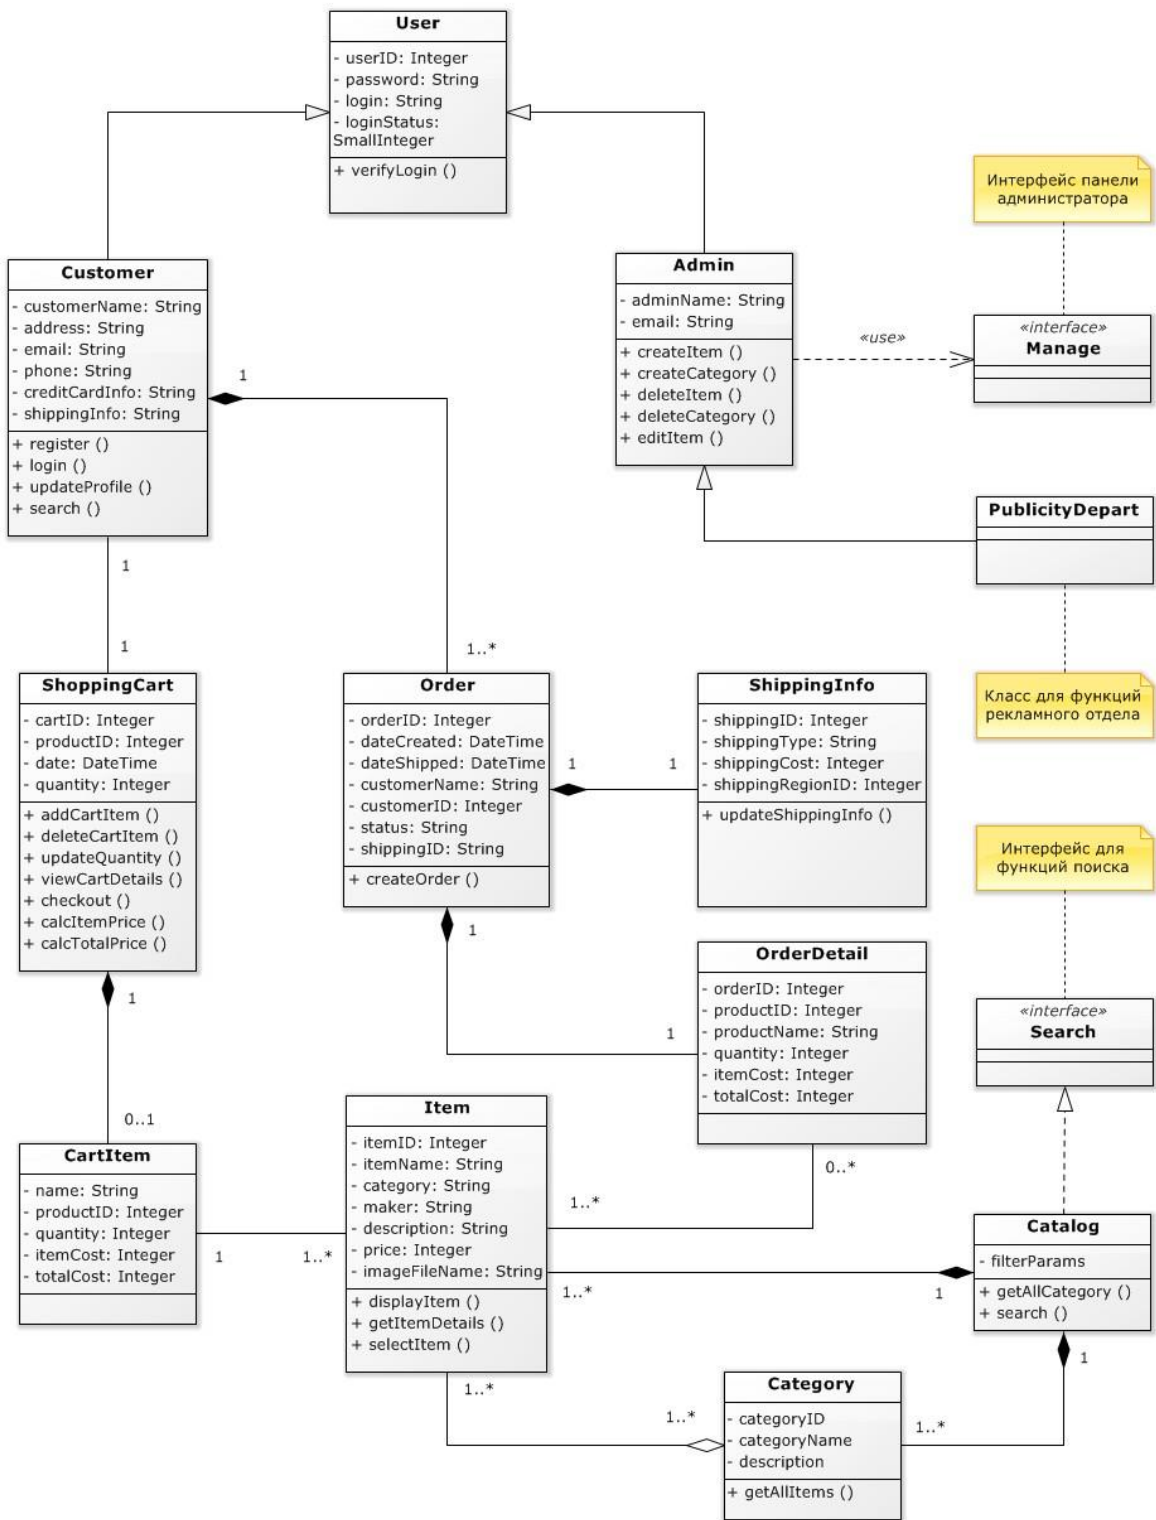 User
- userID: Integer
- password: String
- login: String
- loginStatus:
SmallInteger
+ verifyLogin ()
Интерфейс панели
администратора
Customer
- customerName: String
- address: String
- email: String
- phone: String
- creditCardInfo: String
- shippingInfo: String
+ register ()
+ login ()
+ updateProfile ()
+ search ()
1
Admin
- adminName: String
- email: String
+ createItem ()
+ createCategory ()
+ deleteItem ()
+ deleteCategory ()
+ editItem ()
«use»
«interface»
Manage
PublicityDepart
1
1
1..*
ShoppingCart
- cartID: Integer
- productID: Integer
- date: DateTime
- quantity: Integer
+ addCartItem ()
+ deleteCartItem ()
+ updateQuantity ()
+ viewCartDetails ()
+ checkout ()
+ calcItemPrice ()
+ calcTotalPrice ()
Order
- orderID: Integer
- dateCreated: DateTime
- dateShipped: DateTime
- customerName: String
- customerID: Integer
- status: String
- shippingID: String
+ createOrder ()
1
1
ShippingInfo
- shippingID: Integer
- shippingType: String
- shippingCost: Integer
- shippingRegionID: Integer
+ updateShippingInfo ()
Класс для функций
рекламного отдела
Интерфейс для
функций поиска
1
1
1
OrderDetail
- orderID: Integer
- productID: Integer
- productName: String
- quantity: Integer
- itemCost: Integer
- totalCost: Integer
«interface»
Search
0..1
0..*
CartItem
- name: String
- productID: Integer
- quantity: Integer
- itemCost: Integer
- totalCost: Integer
1
1..*
Item
- itemID: Integer
- itemName: String
- category: String
- maker: String
- description: String
- price: Integer
- imageFileName: String
+ displayItem ()
+ getItemDetails ()
+ selectItem ()
1..*
1..*
1
Catalog
- filterParams
+ getAllCategory ()
+ search ()
1
1..*
1..*
Category
- categoryID
- categoryName
- description
+ getAllItems ()
1..*